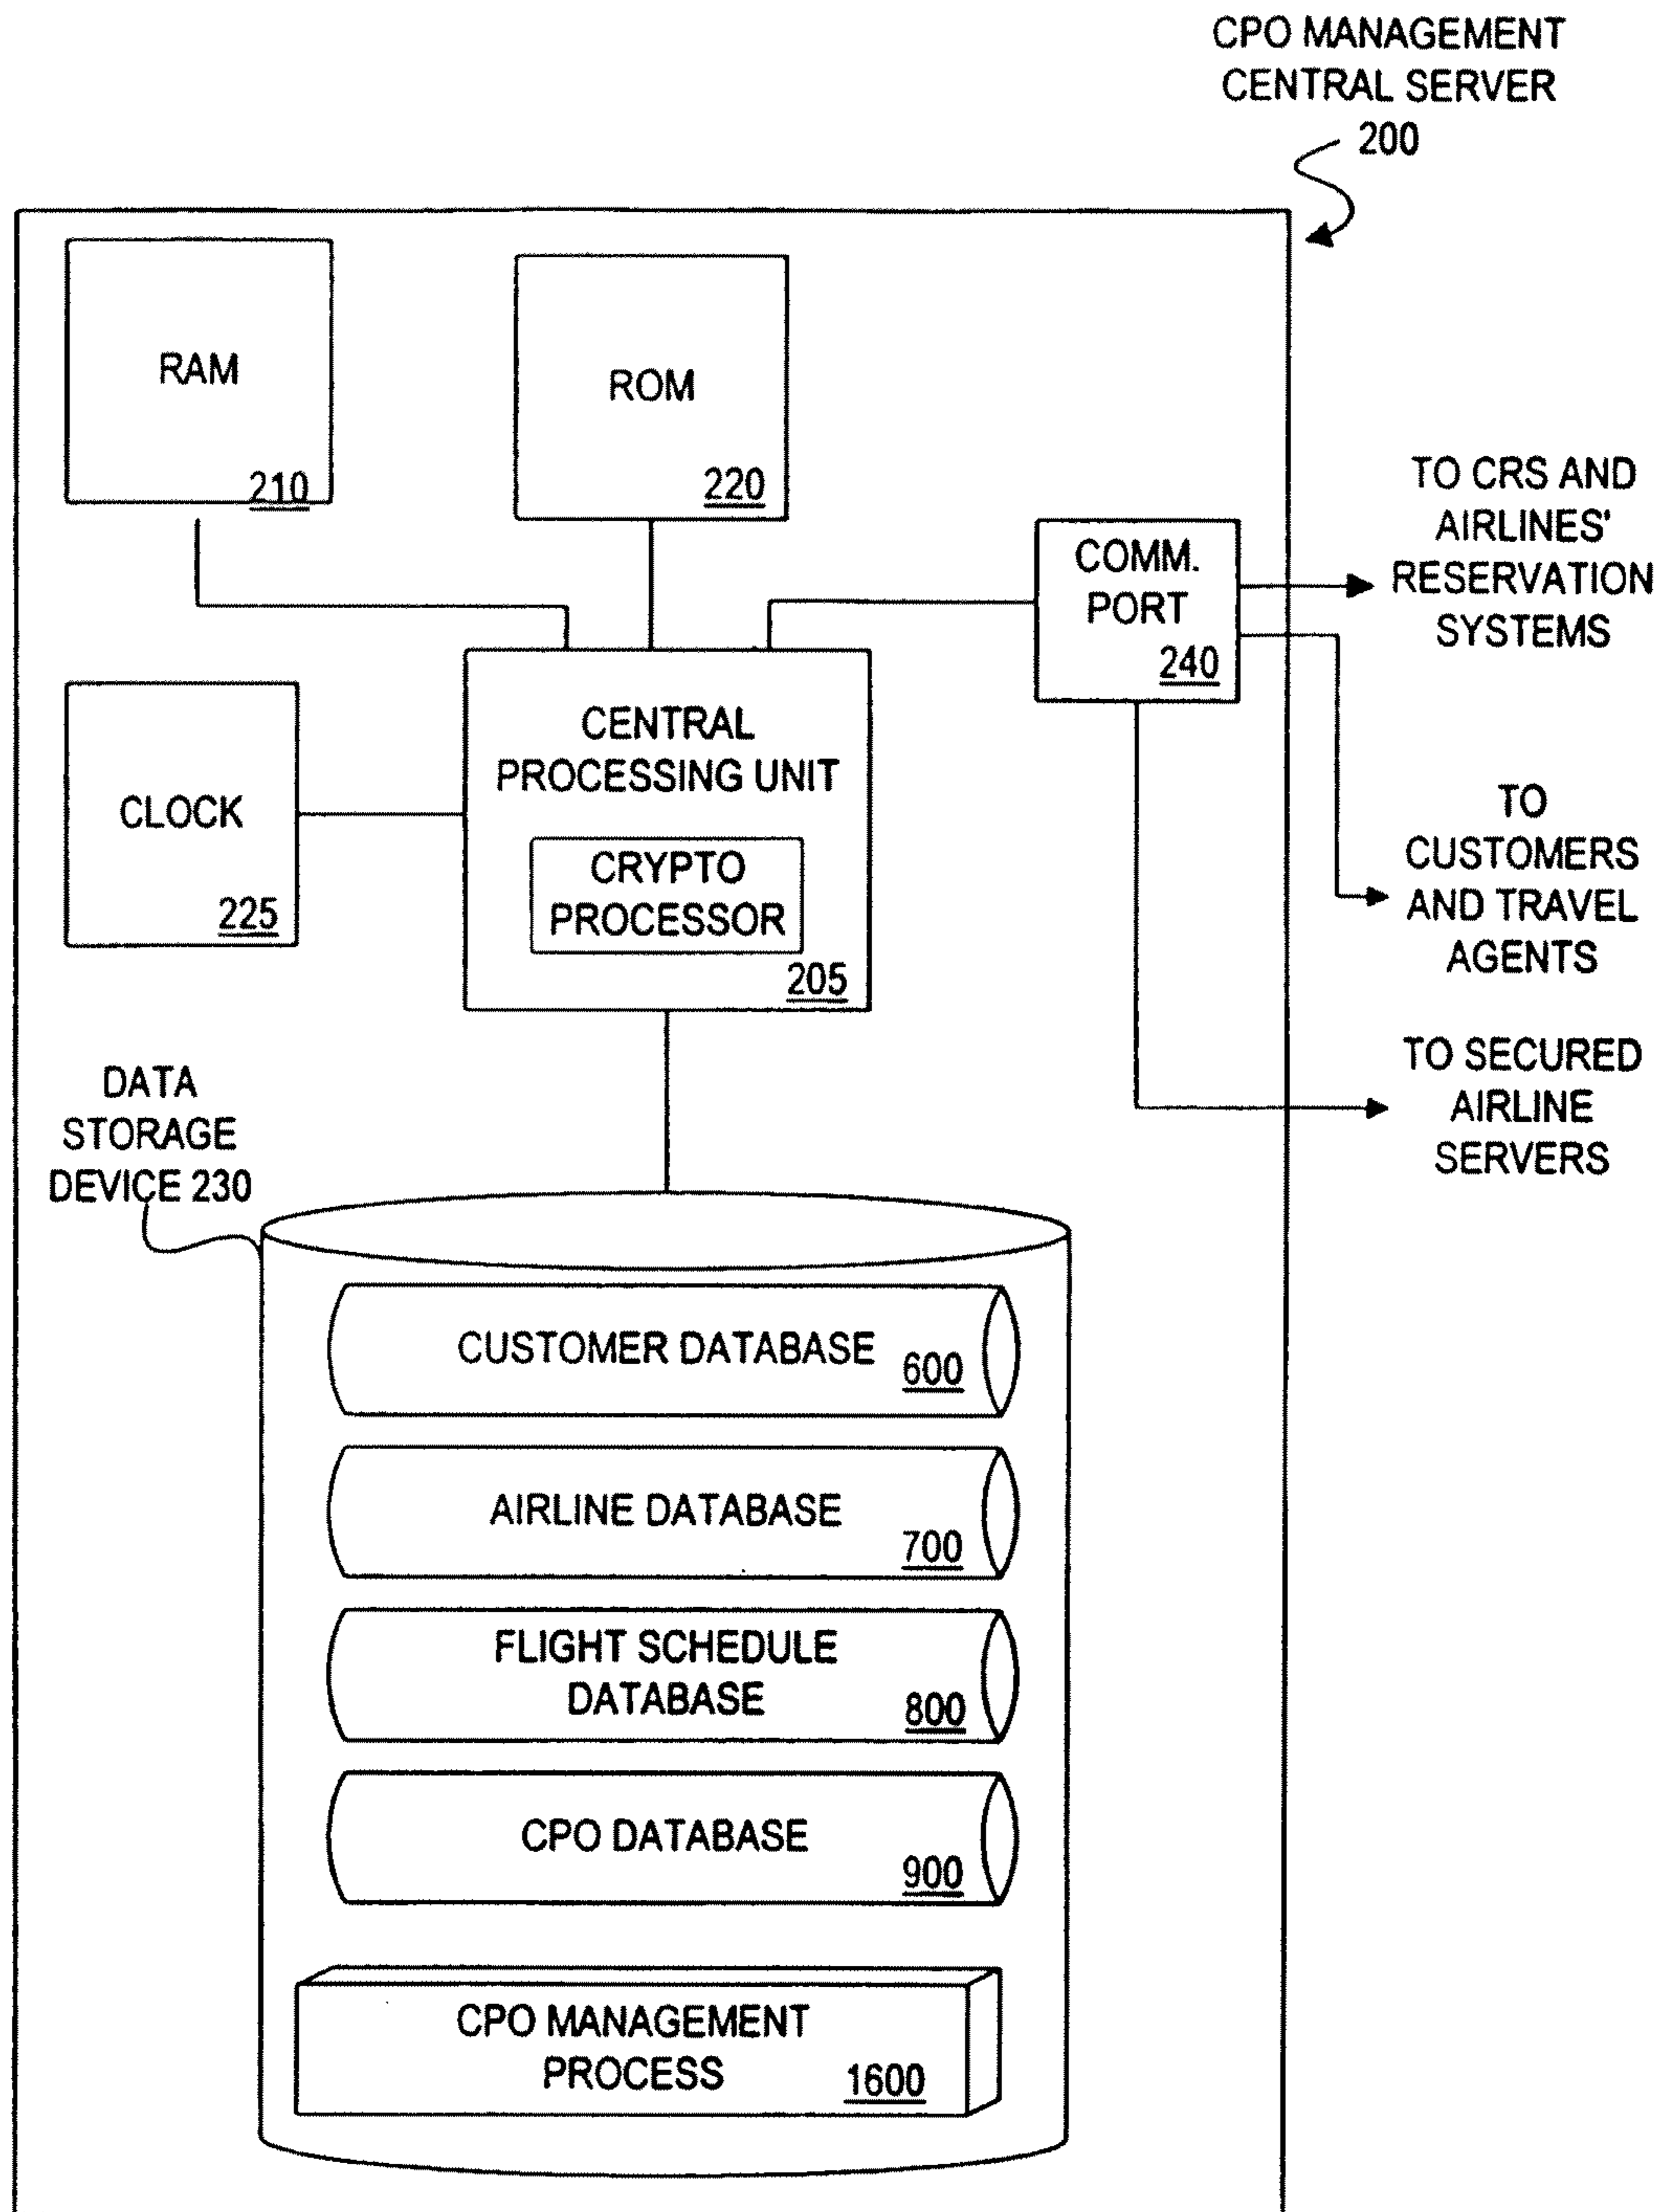 CPO MANAGEMENT
CENTRAL SERVER
200
RAM
210
ROM
220
TO CRS AND
AIRLINES'
RESERVATION
SYSTEMS
COMM.
PORT
240
CLOCK
225
CENTRAL
PROCESSING UNIT
CRYPTO
PROCESSOR
205
TO
CUSTOMERS
AND TRAVEL
AGENTS
TO SECURED
AIRLINE
SERVERS
DATA
STORAGE
DEVICE 230
CUSTOMER DATABASE
600
AIRLINE DATABASE
700
FLIGHT SCHEDULE
DATABASE
800
CPO DATABASE
900
CPO MANAGEMENT
PROCESS
1600